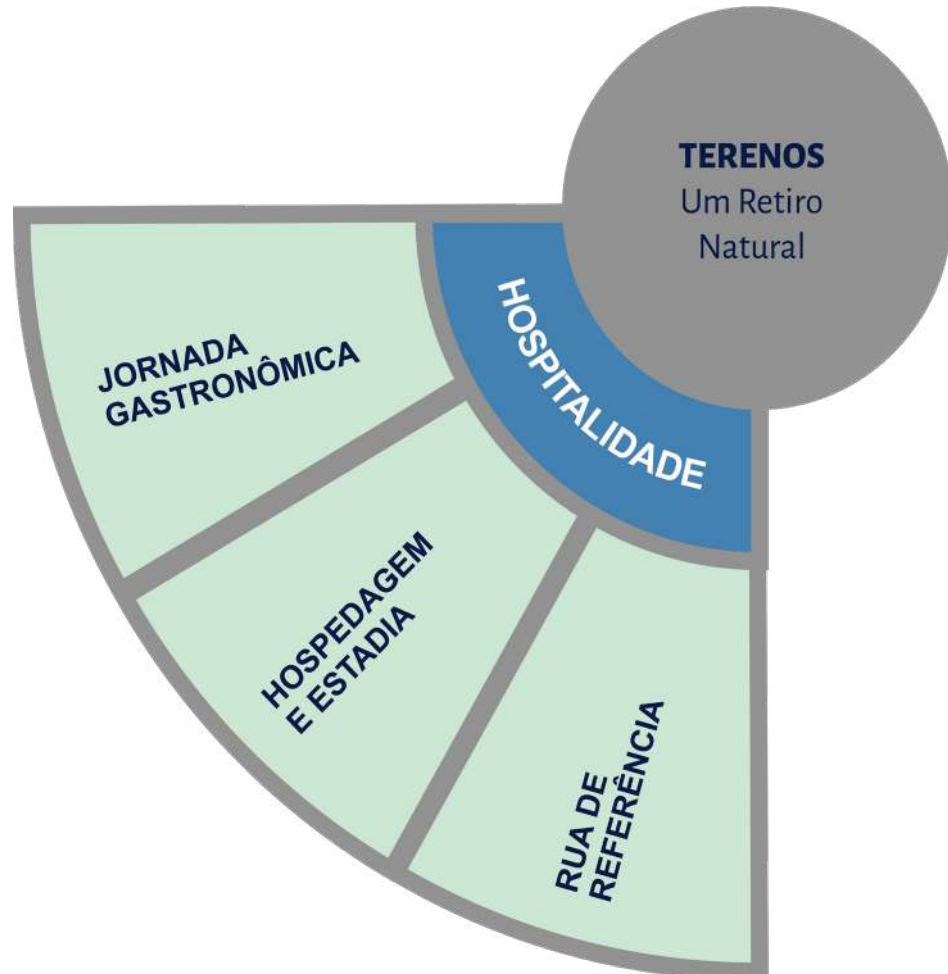 TERENOS
Um Retiro
Natural
HOSPITALIDADE
JORNADA
GASTRONÔMICA
HOSPEDAGEM
E ESTADIA
RUA DE
REFERÊNCIA